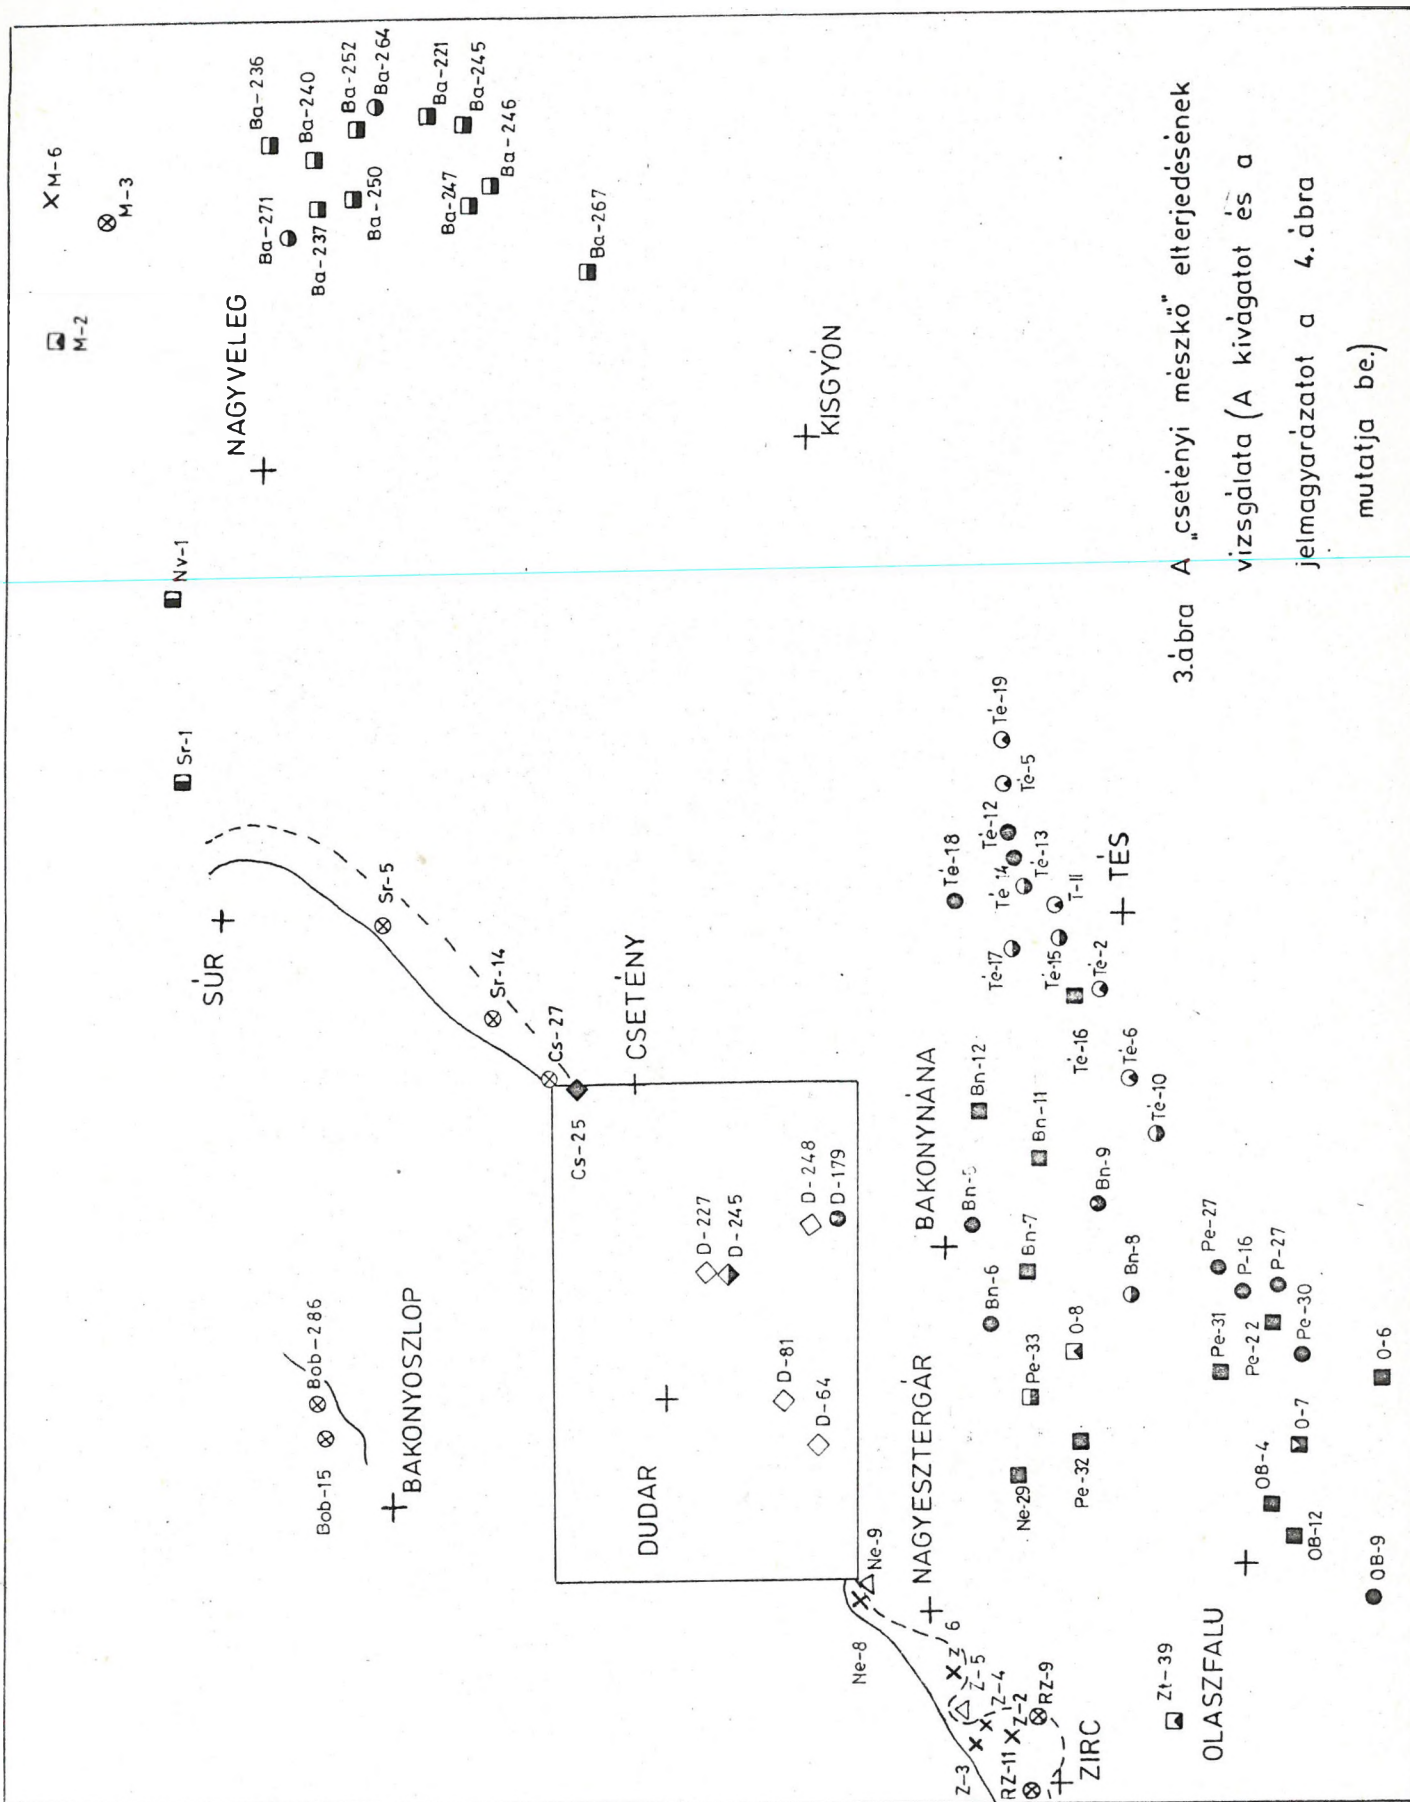 M-6
M-3
M-2
Ba-236
Ba-240
Ba-252
Ba-264
Ba-221
Ba-245
Ba-246
Ba-271
Ba-237
Ba-250
Ba-247
Ba-267
NAGYVELEG
KISGYÓN
Nv-1
Sr-1
SÚR
Sr-5
Sr-14
Cs-27
Cs-25
CSETÉNY
Bob-286
Bob-15
BAKONYOSZLOP
D-227
D-245
D-248
D-179
D-81
D-64
DUDAR
Té-19
Té-5
Té-12
Té-13
Té 14
Té-18
T-11
TÉS
Té-17
Té-15
Té-2
Té-16
Té-6
Té-10
BAKONYNÁNA
Bn-12
Bn-11
Bn-9
Bn-7
Bn-8
Bn-6
NAGYESZTERGÁR
Pe-33
O-8
Ne-29
Pe-32
Pe-27
P-16
P-27
Pe-31
Pe-22
Pe-30
O-6
O-7
OB-4
OB-12
OB-9
OLASZFALU
Zt-39
Ne-9
Ne-8
Z 6
Z-5
Z-4
Z-2
Z-3
RZ-9
RZ-11
ZIRC
3.ábra A „csetényi mészkő" elterjedésének
vizsgálata (A kivágatot és a
jelmagyarázatot a 4. ábra
mutatja be.)